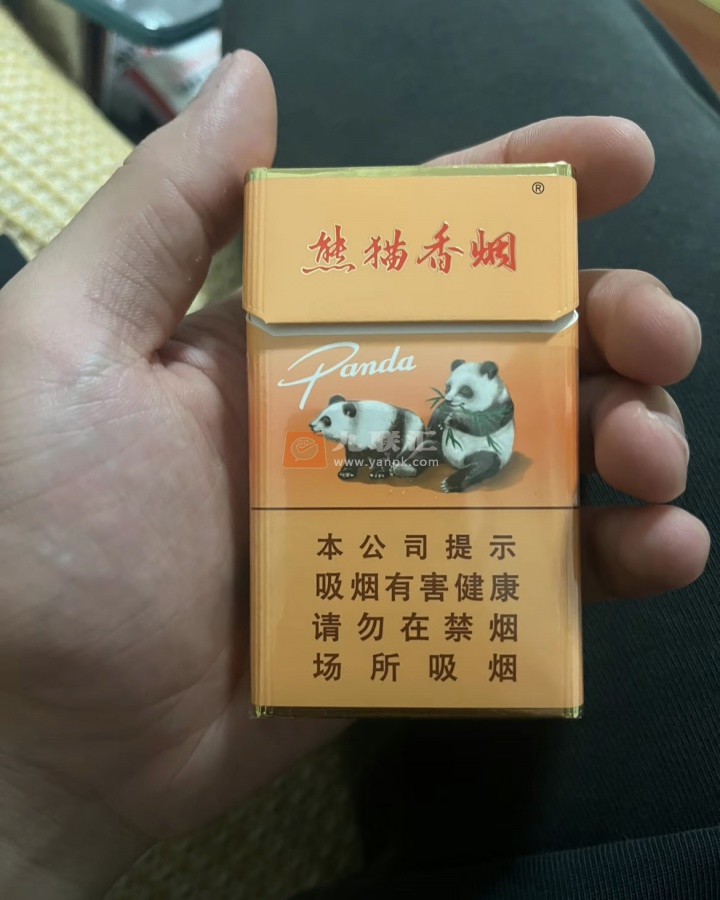 ®
熊猫香烟
Panda
www.yanpk.com
本公司提示
吸烟有害健康
请勿在禁烟
场所吸烟